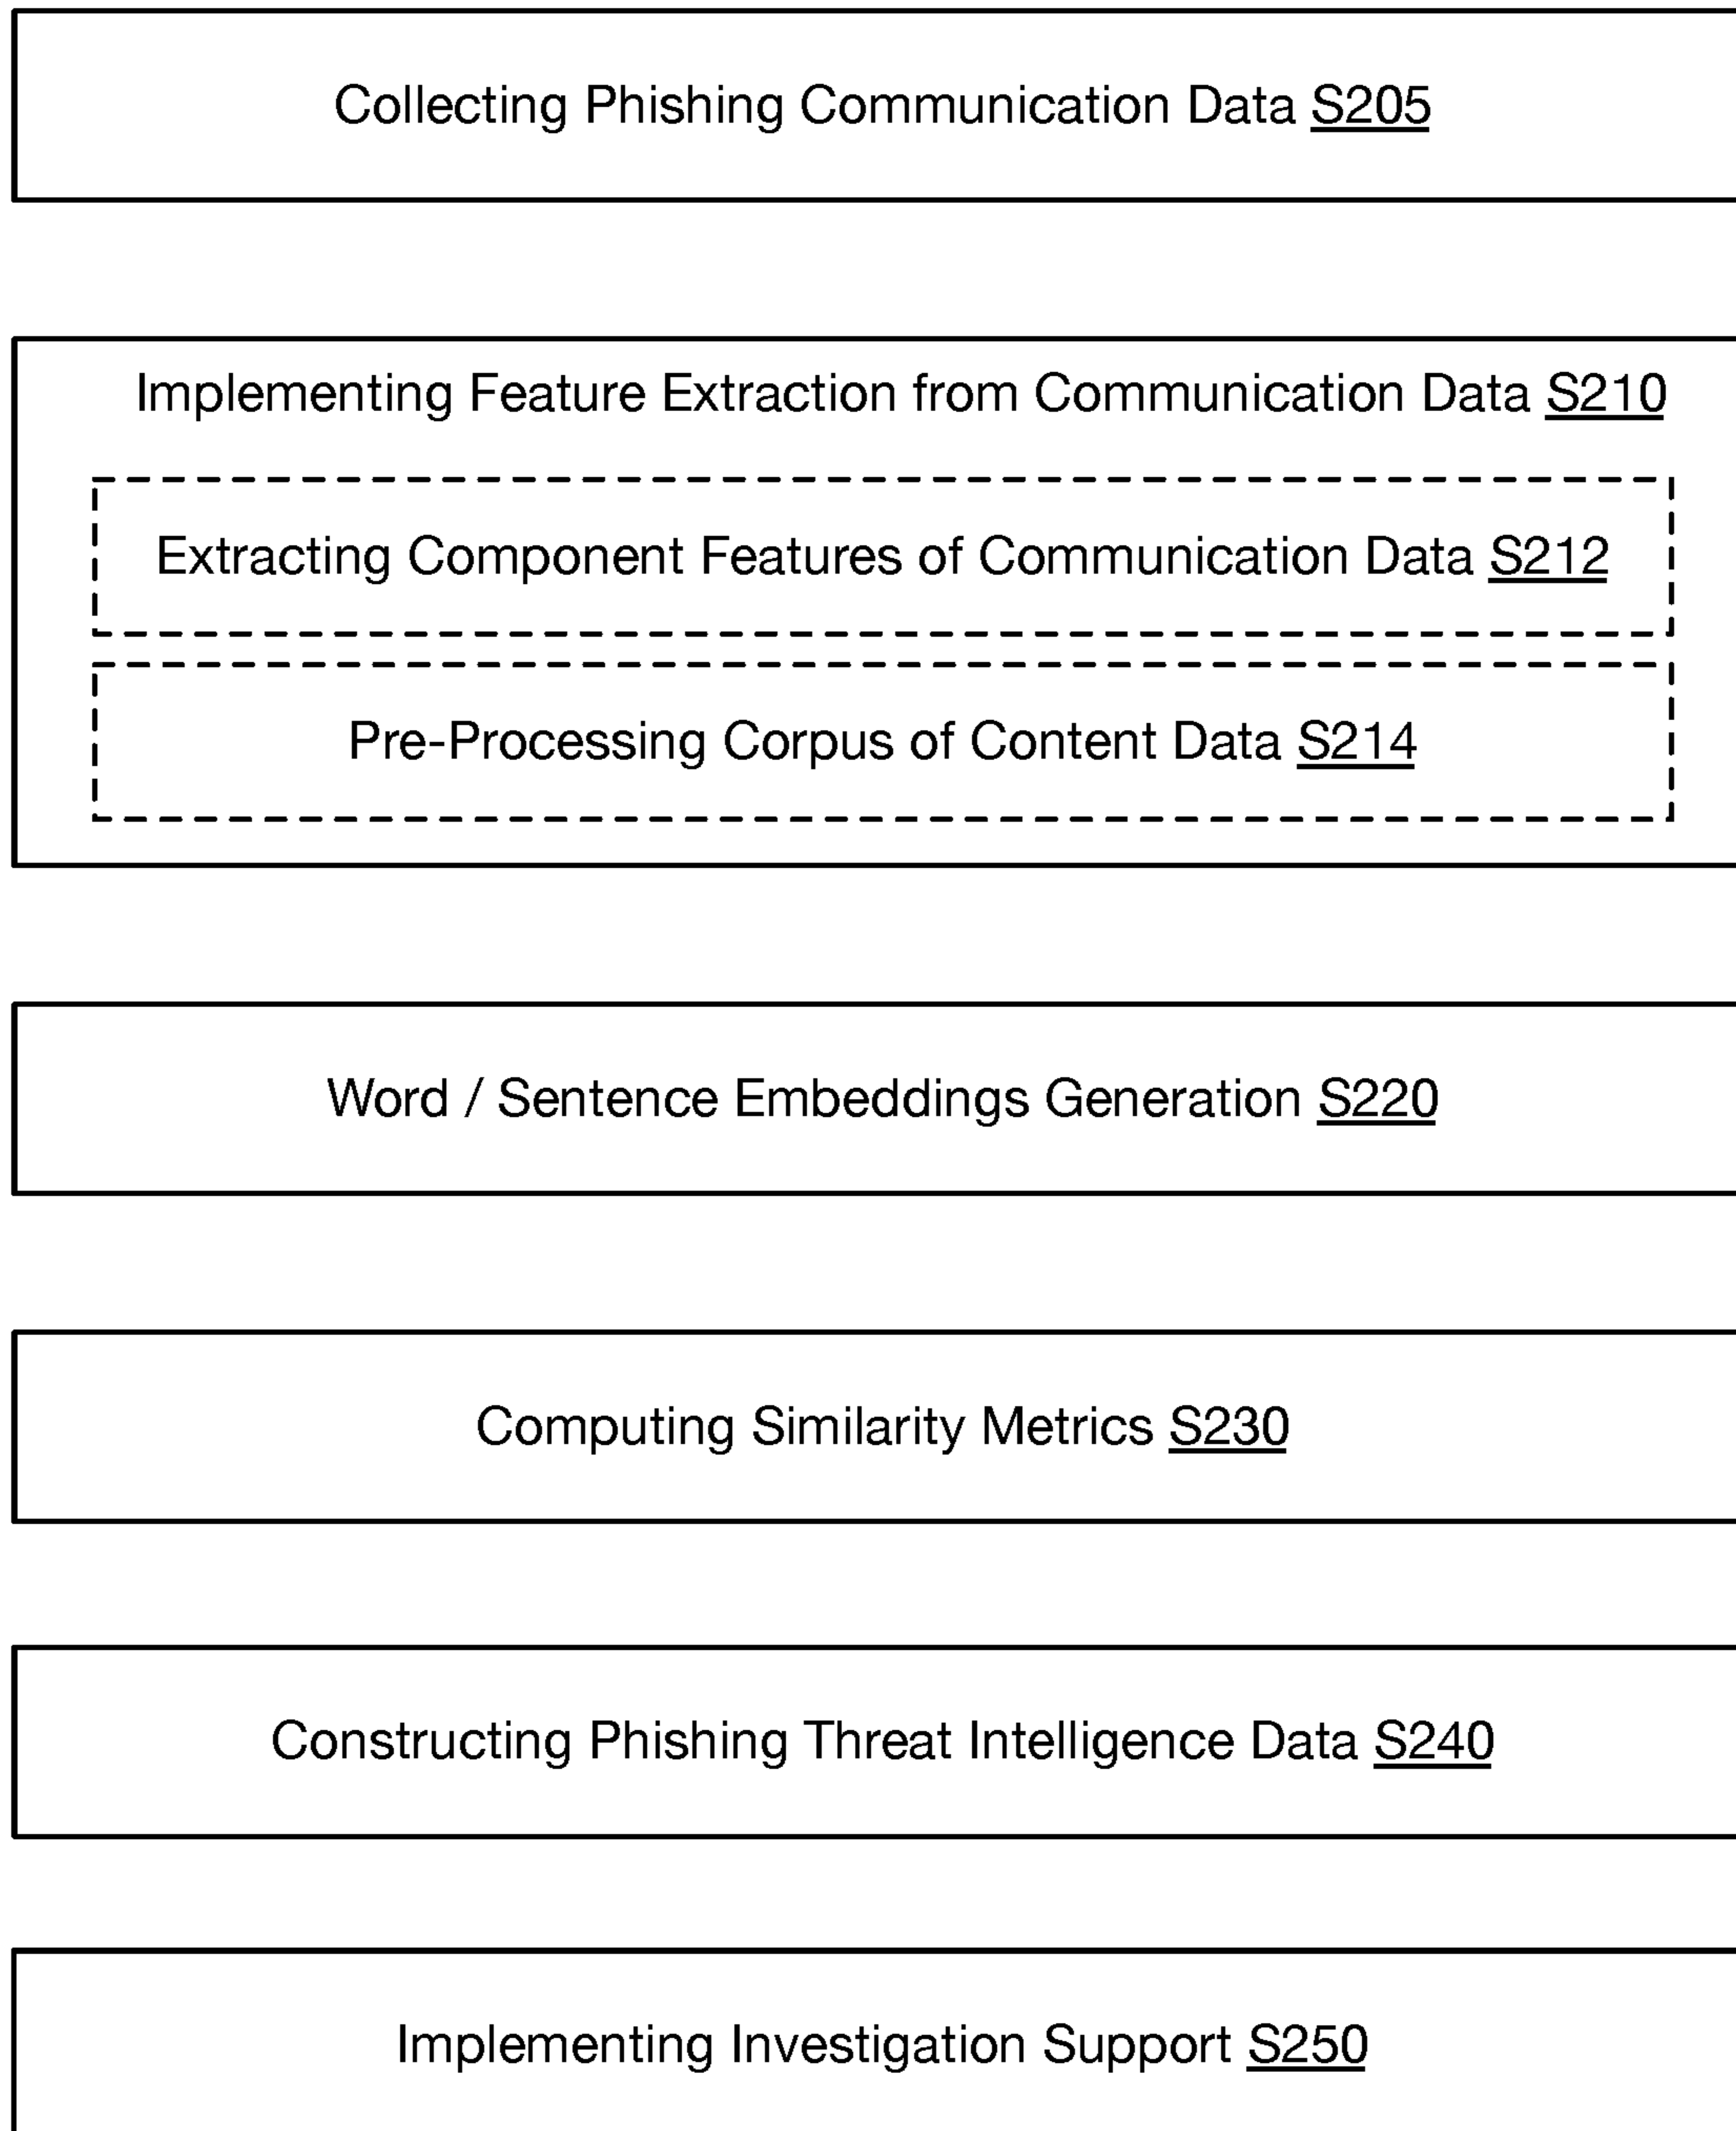 Collecting Phishing Communication Data S205
Implementing Feature Extraction from Communication Data S210
Extracting Component Features of Communication Data S212
Pre-Processing Corpus of Content Data S214
Word / Sentence Embeddings Generation S220
Computing Similarity Metrics S230
Constructing Phishing Threat Intelligence Data S240
Implementing Investigation Support S250